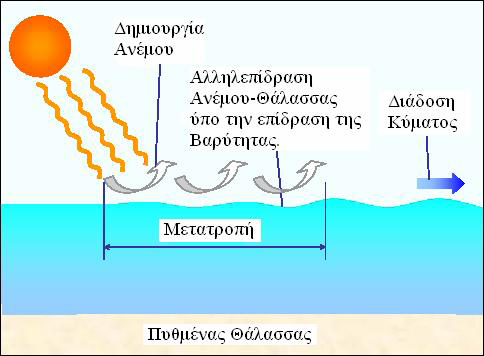 Δημιουργία
Ανέμου
Αλληλεπίδραση
Ανέμου-Θάλασσας
ύπο την επίδραση της
Βαρύτητας.
Διάδοση
Κύματος
Μετατροπή
Πυθμένας Θάλασσας